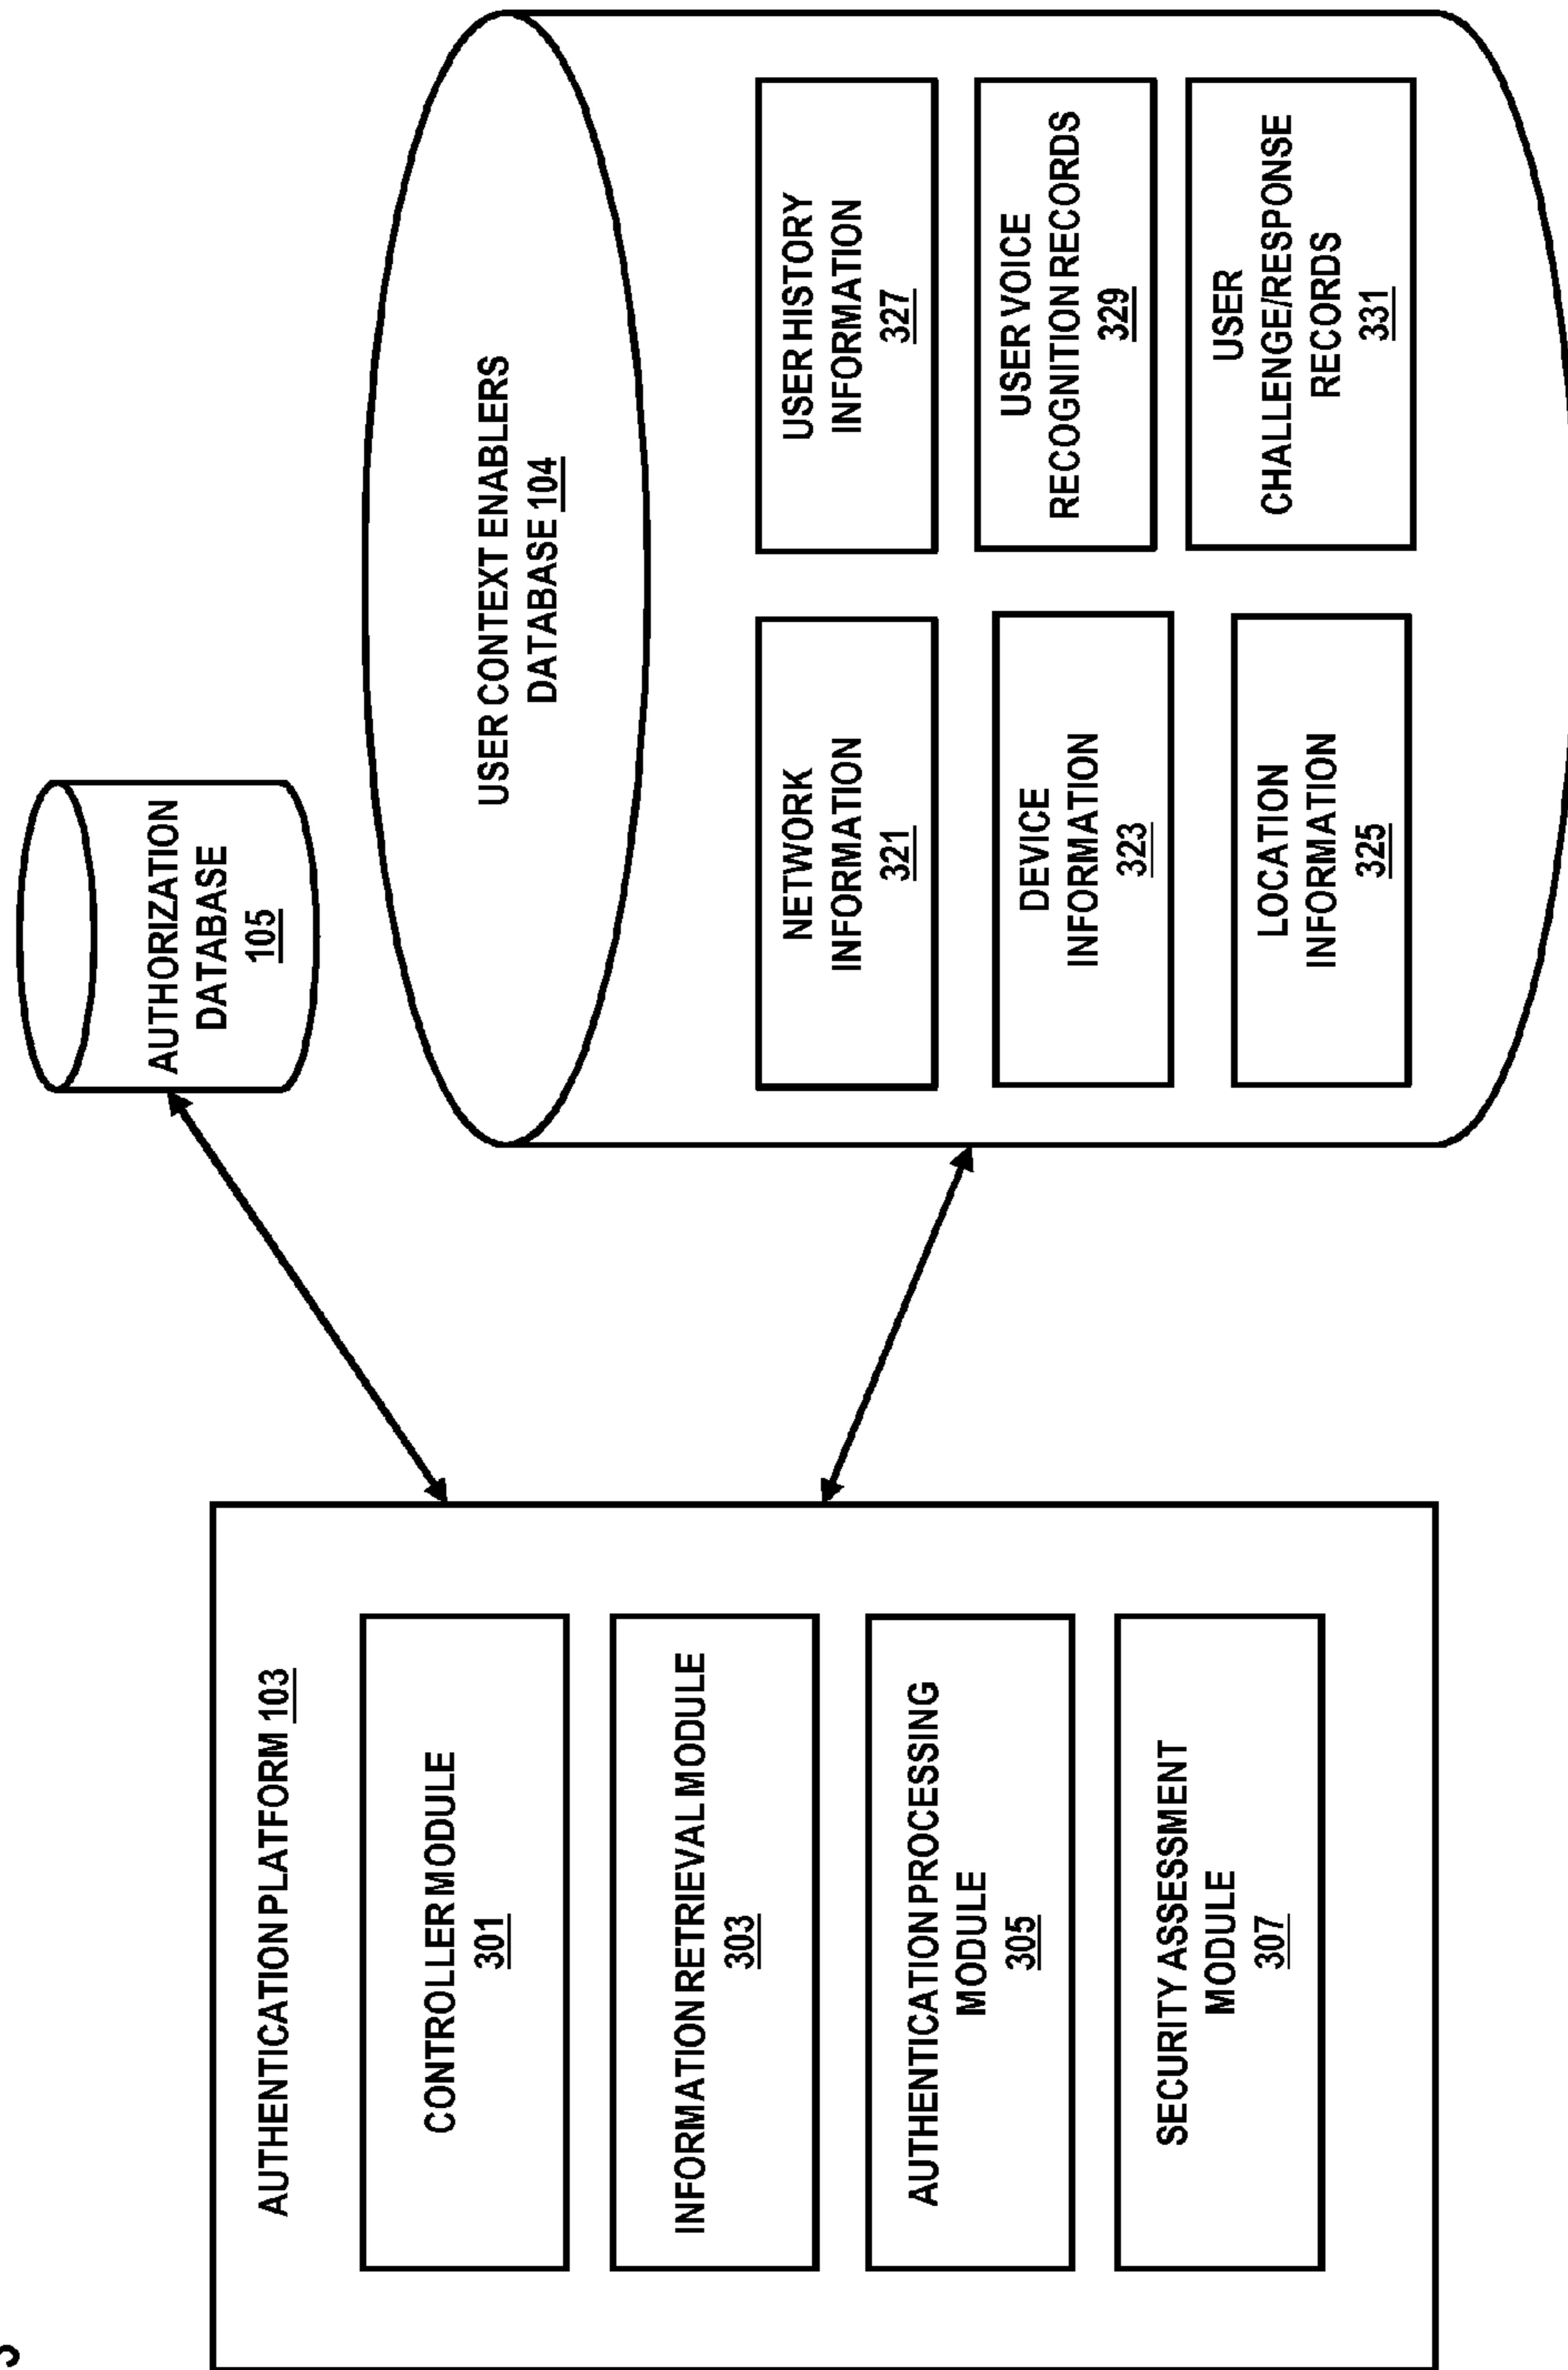 AUTHENTICATION PLATFORM 103
CONTROLLER MODULE
301
INFORMATION RETRIEVAL MODULE
303
AUTHENTICATION PROCESSING
MODULE
305
SECURITY ASSESSMENT
MODULE
307
AUTHORIZATION
DATABASE
105
USER CONTEXT ENABLERS
DATABASE 104
NETWORK
INFORMATION
321
DEVICE
INFORMATION
323
LOCATION
INFORMATION
325
USER HISTORY
INFORMATION
327
USER VOICE
RECOGNITION RECORDS
329
USER
CHALLENGE/RESPONSE
RECORDS
331